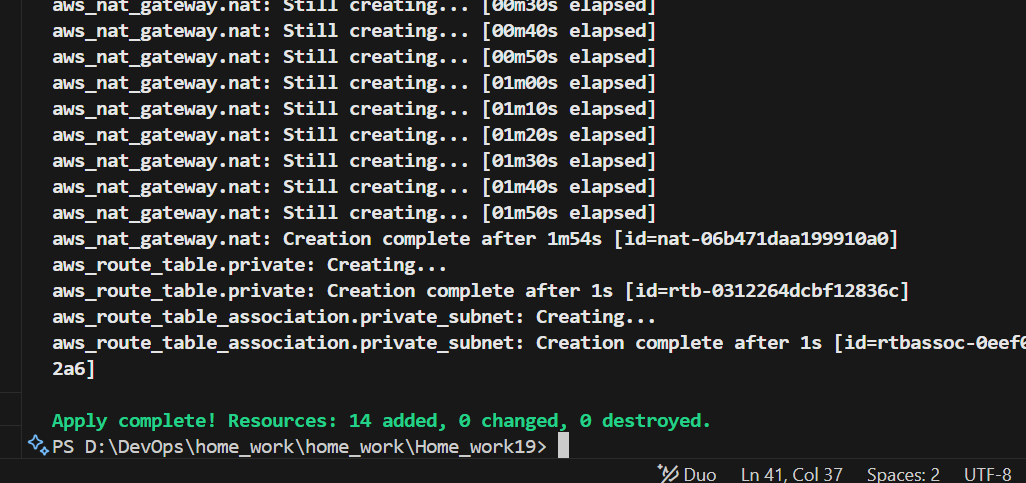 aws_nat_gateway.nat: Still creating... [00m30s elapsed]
aws_nat_gateway.nat: Still creating... [00m40s elapsed]
aws_nat_gateway.nat: Still creating... [00m50s elapsed]
aws_nat_gateway.nat: Still creating... [01m00s elapsed]
aws_nat_gateway.nat: Still creating... [01m10s elapsed]
aws_nat_gateway.nat: Still creating... [01m20s elapsed]
aws_nat_gateway.nat: Still creating... [01m30s elapsed]
aws_nat_gateway.nat: Still creating... [01m40s elapsed]
aws_nat_gateway.nat: Still creating... [01m50s elapsed]
aws_nat_gateway.nat: Creation complete after 1m54s [id=nat-06b471daa199910a0]
aws_route_table.private: Creating...
aws_route_table.private: Creation complete after 1s [id=rtb-0312264dcbf12836c]
aws_route_table_association.private_subnet: Creating...
aws_route_table_association.private_subnet: Creation complete after 1s [id=rtbassoc-0eef0
2a6]
Apply complete! Resources: 14 added, 0 changed, 0 destroyed.
PS D:\DevOps\home_work\home_work\Home_work19>
Duo Ln 41, Col 37 Spaces: 2 UTF-8